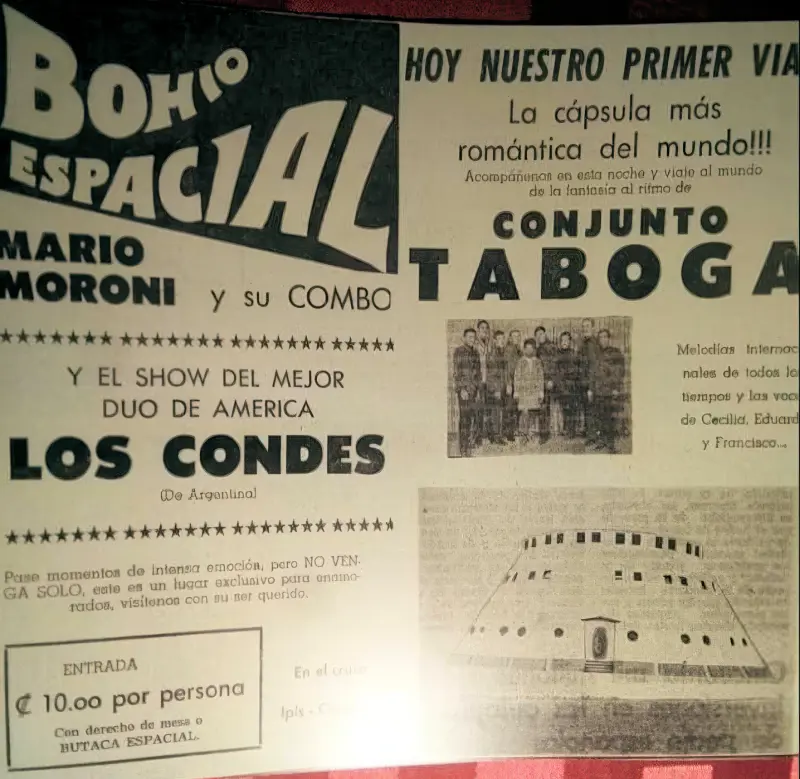 BOHIO
ESPACIAL
MARIO
MORONI y su COMBO
Y EL SHOW DEL MEJOR
DUO DE AMERICA
LOS CONDES
(De Argentina)
Pase momentos de intensa emoción, pero NO VEN-
GA SOLO, este es un lugar exclusivo para enamo-
rados, visítenos con su ser querido.
ENTRADA
₡ 10.oo por persona
Con derecho de mesa o
BUTACA ESPACIAL.
En el cruce
Ipís - C
HOY NUESTRO PRIMER VIA
La cápsula más
romántica del mundo!!!
Acompáñenos en esta noche y viaje al mundo
de la fantasía al ritmo de
CONJUNTO
TABOGA
Melodías Internac
nales de todos lo
tiempos y las voc
de Cecilia, Eduard
y Francisco...